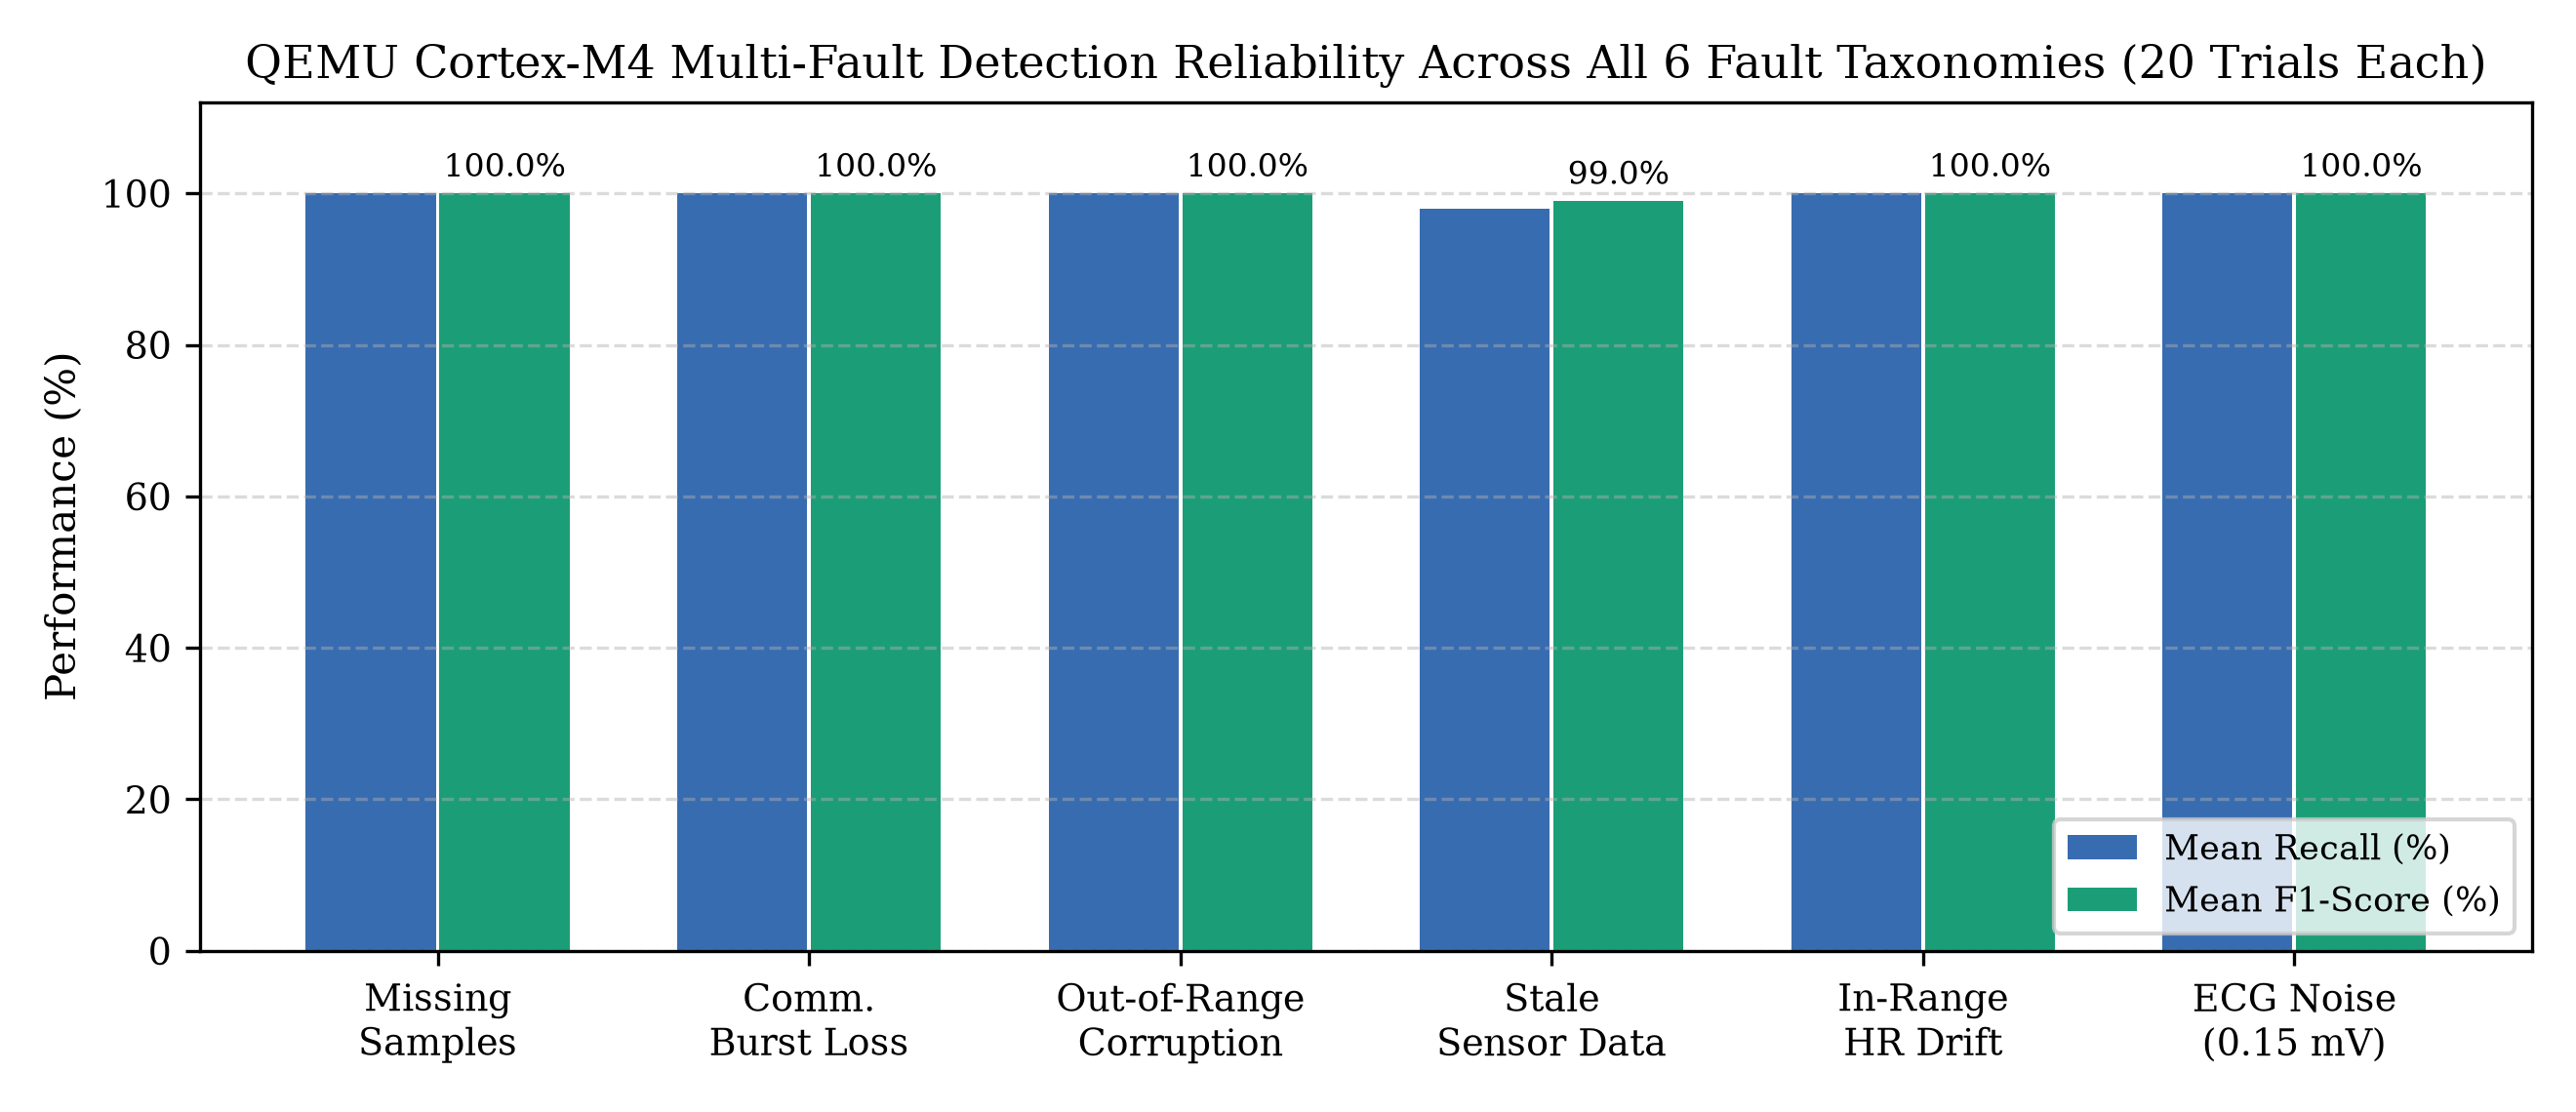 QEMU Cortex-M4 Multi-Fault Detection Reliability Across All 6 Fault Taxonomies (20 Trials Each)
100.0%
100.0%
100.0%
99.0%
100.0%
100.0%
Performance (%)
100
80
60
40
20
0
Mean Recall (%)
Mean F1-Score (%)
Missing
Samples
Comm.
Burst Loss
Out-of-Range
Corruption
Stale
Sensor Data
In-Range
HR Drift
ECG Noise
(0.15 mV)